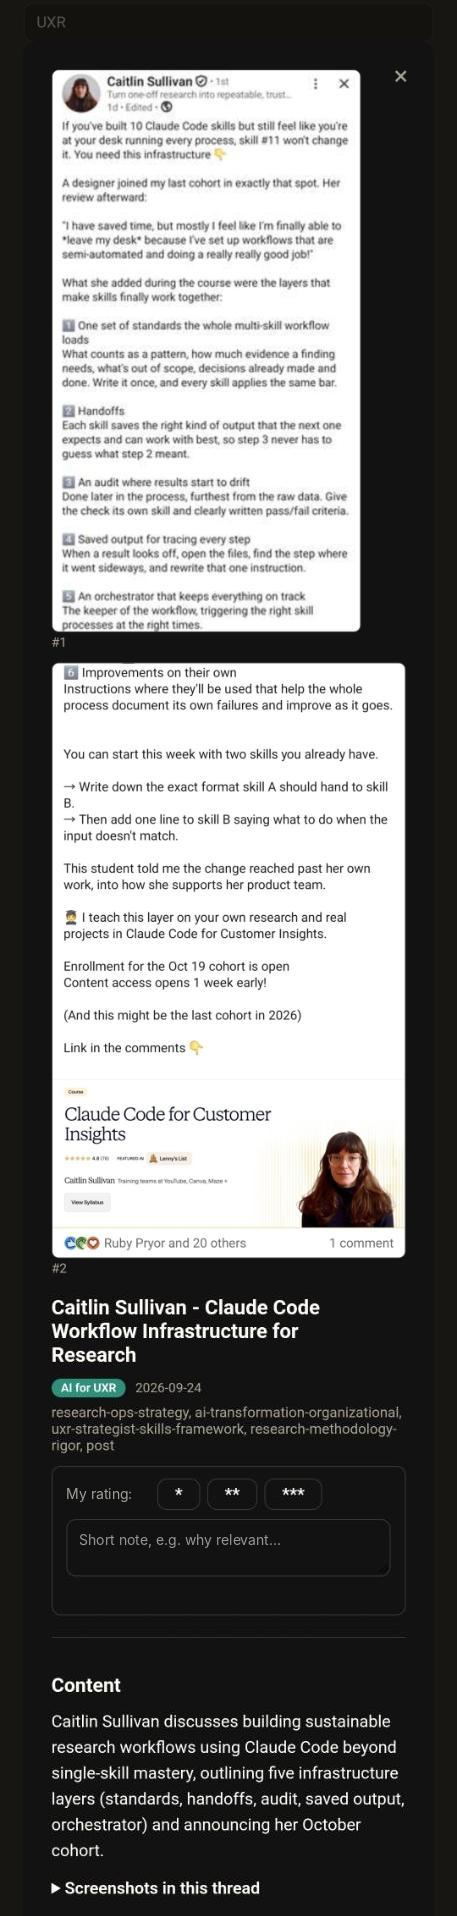 UXR
Caitlin Sullivan • 1st
Turn one-off research into repeatable, trust...
1d • Edited •
If you've built 10 Claude Code skills but still feel like you're
at your desk running every process, skill #11 won't change
it. You need this infrastructure 👇
A designer joined my last cohort in exactly that spot. Her
review afterward:
"I have saved time, but mostly I feel like I'm finally able to
*leave my desk* because I've set up workflows that are
semi-automated and doing a really really good job!"
What she added during the course were the layers that
make skills finally work together:
1️⃣ One set of standards the whole multi-skill workflow
loads
What counts as a pattern, how much evidence a finding
needs, what's out of scope, decisions already made and
done. Write it once, and every skill applies the same bar.
2️⃣ Handoffs
Each skill saves the right kind of output that the next one
expects and can work with best, so step 3 never has to
guess what step 2 meant.
3️⃣ An audit where results start to drift
Done later in the process, furthest from the raw data. Give
the check its own skill and clearly written pass/fail criteria.
4️⃣ Saved output for tracing every step
When a result looks off, open the files, find the step where
it went sideways, and rewrite that one instruction.
5️⃣ An orchestrator that keeps everything on track
The keeper of the workflow, triggering the right skill
processes at the right times.
#1
6️⃣ Improvements on their own
Instructions where they'll be used that help the whole
process document its own failures and improve as it goes.
You can start this week with two skills you already have.
→ Write down the exact format skill A should hand to skill
B.
→ Then add one line to skill B saying what to do when the
input doesn't match.
This student told me the change reached past her own
work, into how she supports her product team.
👩‍🎓 I teach this layer on your own research and real
projects in Claude Code for Customer Insights.
Enrollment for the Oct 19 cohort is open
Content access opens 1 week early!
(And this might be the last cohort in 2026)
Link in the comments 👇
Course
Claude Code for Customer
Insights
★★★★★ 4.8 (76) FEATURED IN Lenny's List
Caitlin Sullivan Training teams at YouTube, Canva, Maze +
View Syllabus
Ruby Pryor and 20 others 1 comment
#2
Caitlin Sullivan - Claude Code
Workflow Infrastructure for
Research
AI for UXR 2026-09-24
research-ops-strategy, ai-transformation-organizational,
uxr-strategist-skills-framework, research-methodology-
rigor, post
My rating: * ** ***
Short note, e.g. why relevant...
Content
Caitlin Sullivan discusses building sustainable
research workflows using Claude Code beyond
single-skill mastery, outlining five infrastructure
layers (standards, handoffs, audit, saved output,
orchestrator) and announcing her October
cohort.
▶ Screenshots in this thread